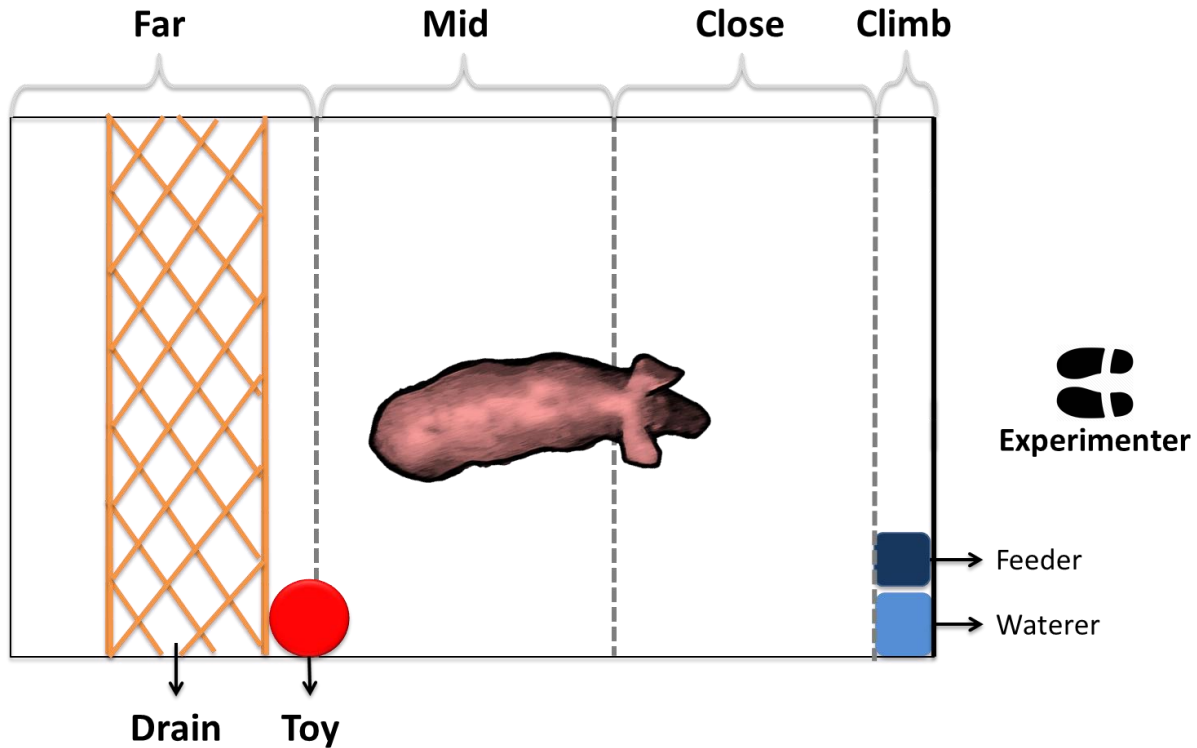 Far
Mid
Close
Climb
Experimenter
Feeder
Waterer
Drain
Toy